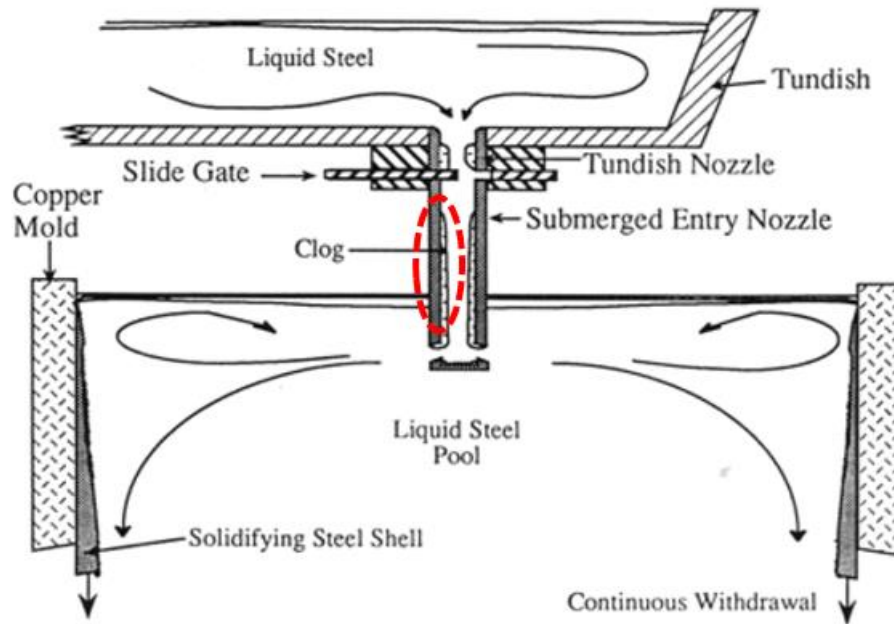 Liquid Steel
Tundish
Tundish Nozzle
Slide Gate
Copper
Mold
Submerged Entry Nozzle
Clog
Liquid Steel
Pool
Solidifying Steel Shell
Continuous Withdrawal